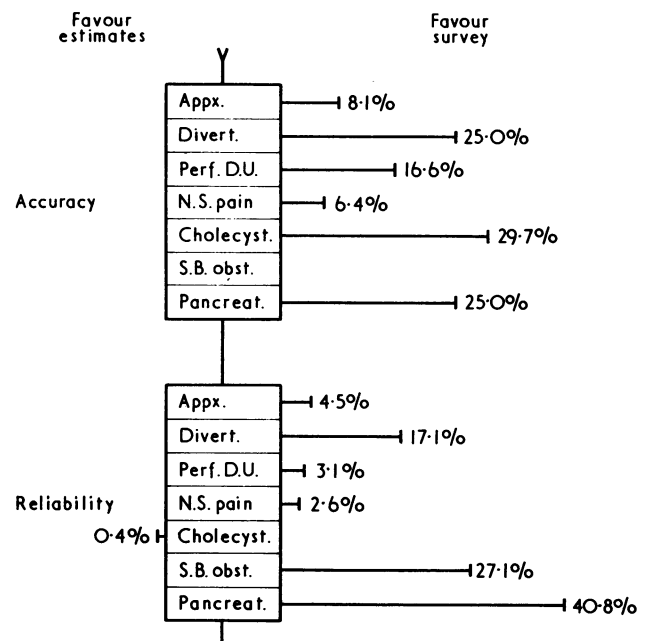 Favour
estimates
Favour
survey
Accuracy
Appx. 8·1%
Divert. 25·0%
Perf. D.U. 16·6%
N.S. pain 6·4%
Cholecyst. 29·7%
S.B. obst.
Pancreat. 25·0%
Reliability
Appx. 4·5%
Divert. 17·1%
Perf. D.U. 3·1%
N.S. pain 2·6%
0·4% Cholecyst.
S.B. obst. 27·1%
Pancreat. 40·8%